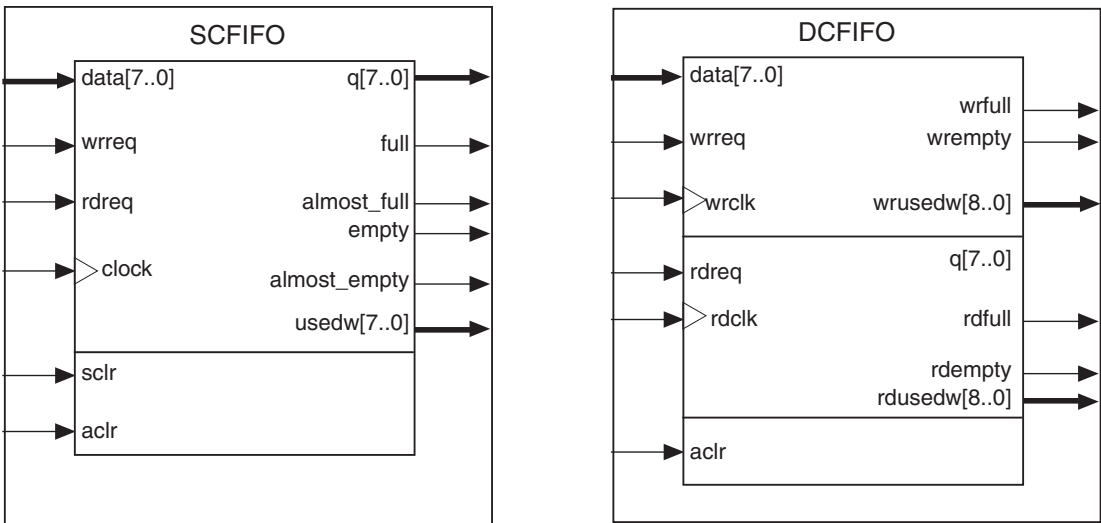 SCFIFO
data[7..0]
q[7..0]
wrreq
full
rdreq
almost_full
empty
clock
almost_empty
usedw[7..0]
sclr
aclr
DCFIFO
data[7..0]
wrfull
wrreq
wrempty
wrclk
wrusedw[8..0]
q[7..0]
rdreq
rdclk
rdfull
rdempty
rdusedw[8..0]
aclr